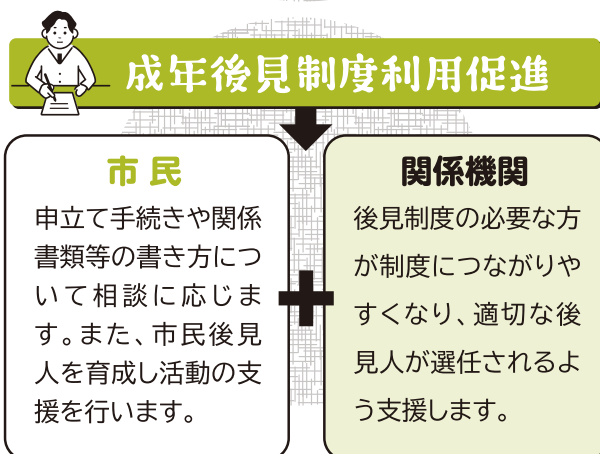 成年後見制度利用促進
市民
申立て手続きや関係
書類等の書き方につ
いて相談に応じま
す。また、市民後見
人を育成し活動の支
援を行います。
関係機関
後見制度の必要な方
が制度につながりや
すくなり、適切な後
見人が選任されるよ
う支援します。